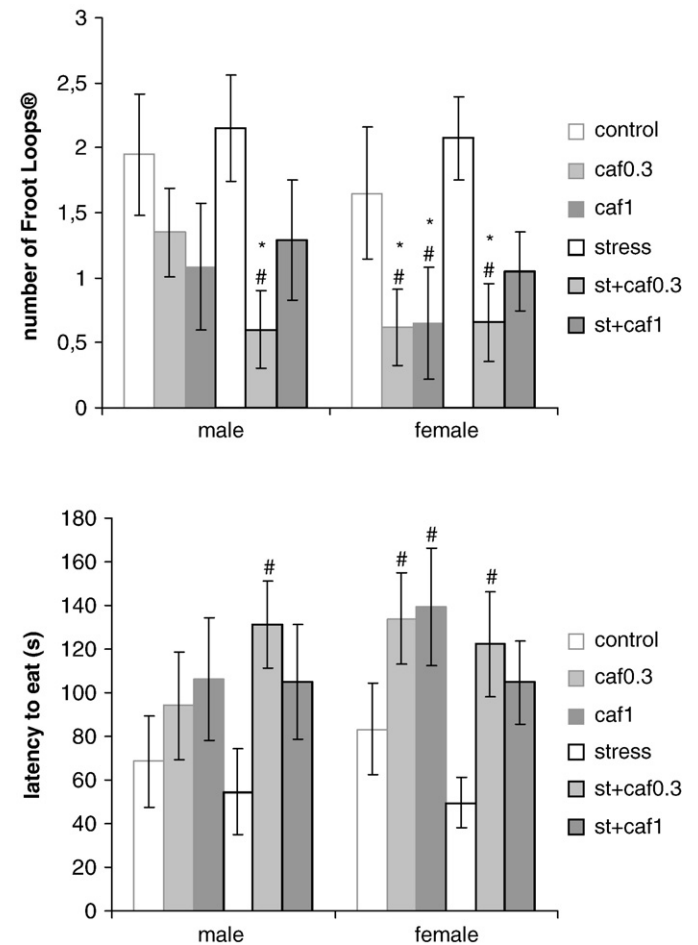 number of Froot Loops®
3
2,5
2
1,5
1
0,5
0
*
#
*
#
*
#
*
#
male
female
control
caf0.3
caf1
stress
st+caf0.3
st+caf1
latency to eat (s)
180
160
140
120
100
80
60
40
20
0
#
#
#
#
male
female
control
caf0.3
caf1
stress
st+caf0.3
st+caf1